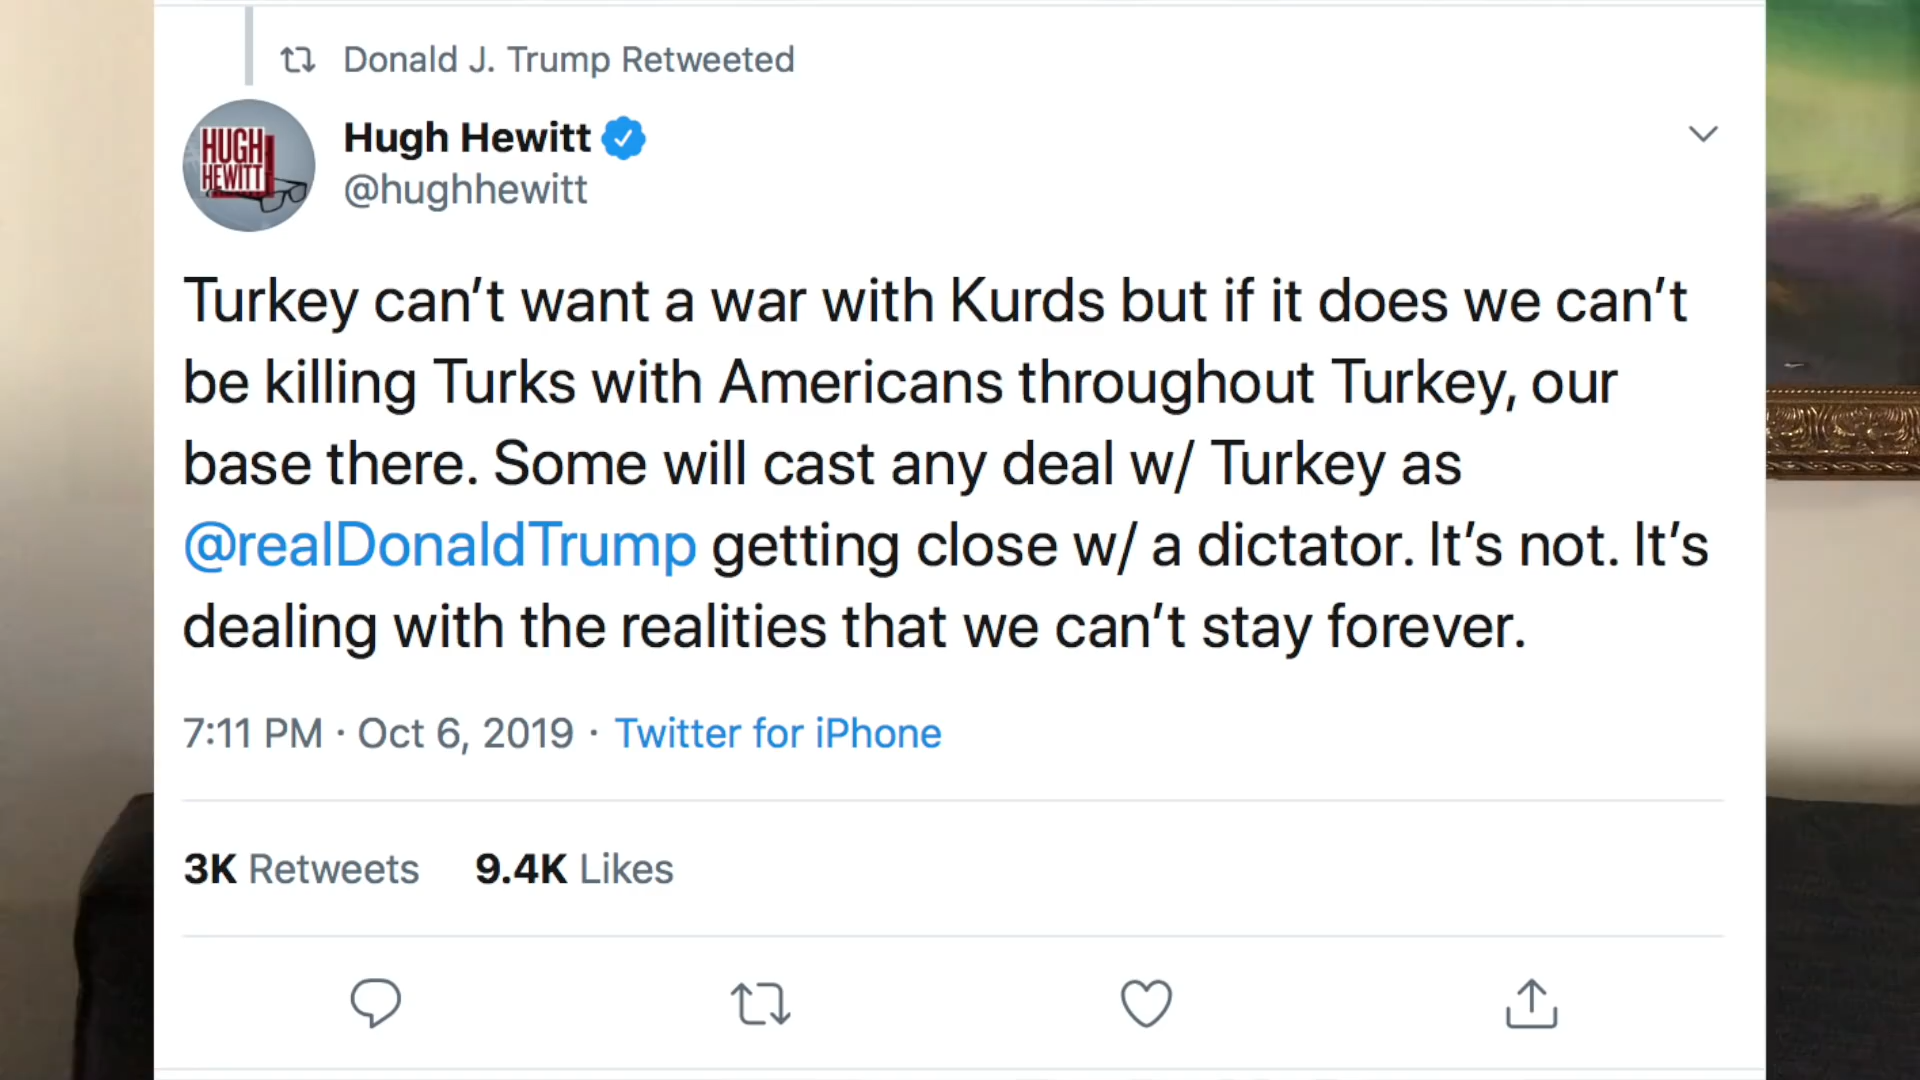 Donald J. Trump Retweeted
HUGH
HEWITT
Hugh Hewitt
@hughhewitt
Turkey can’t want a war with Kurds but if it does we can’t
be killing Turks with Americans throughout Turkey, our
base there. Some will cast any deal w/ Turkey as
@realDonaldTrump getting close w/ a dictator. It’s not. It’s
dealing with the realities that we can’t stay forever.
7:11 PM · Oct 6, 2019 · Twitter for iPhone
3K Retweets 9.4K Likes